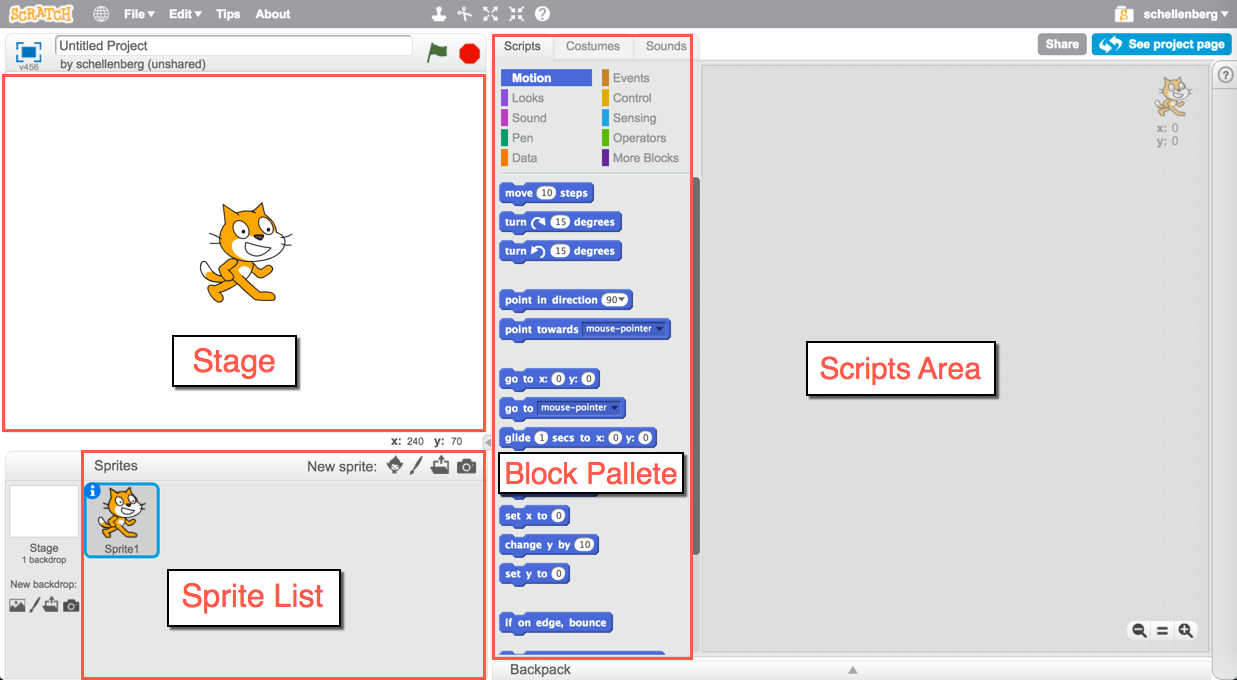 SCRATCH File▼ Edit▼ Tips About schellenberg▼
v456
Untitled Project
by schellenberg (unshared)
Scripts Costumes Sounds
Share See project page
Motion Events
Looks Control
Sound Sensing
Pen Operators
Data More Blocks
x: 0
y: 0
move 10 steps
turn 15 degrees
turn 15 degrees
point in direction 90▼
point towards mouse-pointer
go to x: 0 y: 0
go to mouse-pointer
glide 1 secs to x: 0 y: 0
Stage
Scripts Area
Block Pallete
x: 240 y: 70
Sprites New sprite:
Sprite1
Stage
1 backdrop
New backdrop:
Sprite List
set x to 0
change y by 10
set y to 0
if on edge, bounce
Backpack